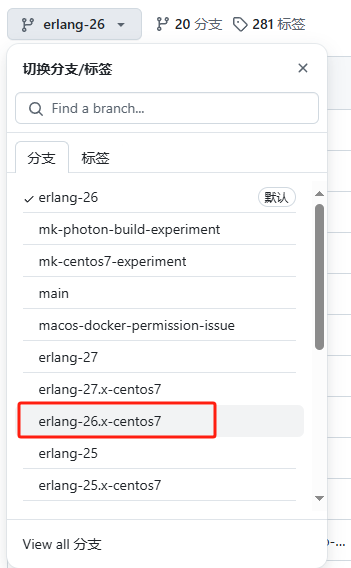 erlang-26 20 分支 281 标签
切换分支/标签
Find a branch...
分支 标签
erlang-26 默认
mk-photon-build-experiment
mk-centos7-experiment
main
macos-docker-permission-issue
erlang-27
erlang-27.x-centos7
erlang-26.x-centos7
erlang-25
erlang-25.x-centos7
View all 分支